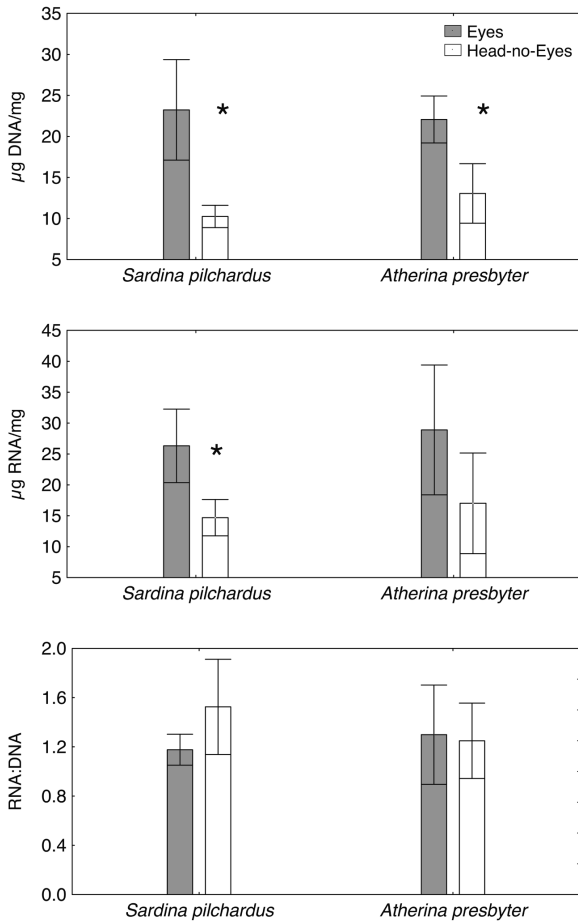 35
Eyes
Head-no-Eyes
30
25
*
*
20
15
10
5
µg DNA/mg
Sardina pilchardus
Atherina presbyter
45
40
35
30
25
*
20
15
10
5
µg RNA/mg
Sardina pilchardus
Atherina presbyter
2.0
1.6
1.2
0.8
0.4
0.0
RNA:DNA
Sardina pilchardus
Atherina presbyter